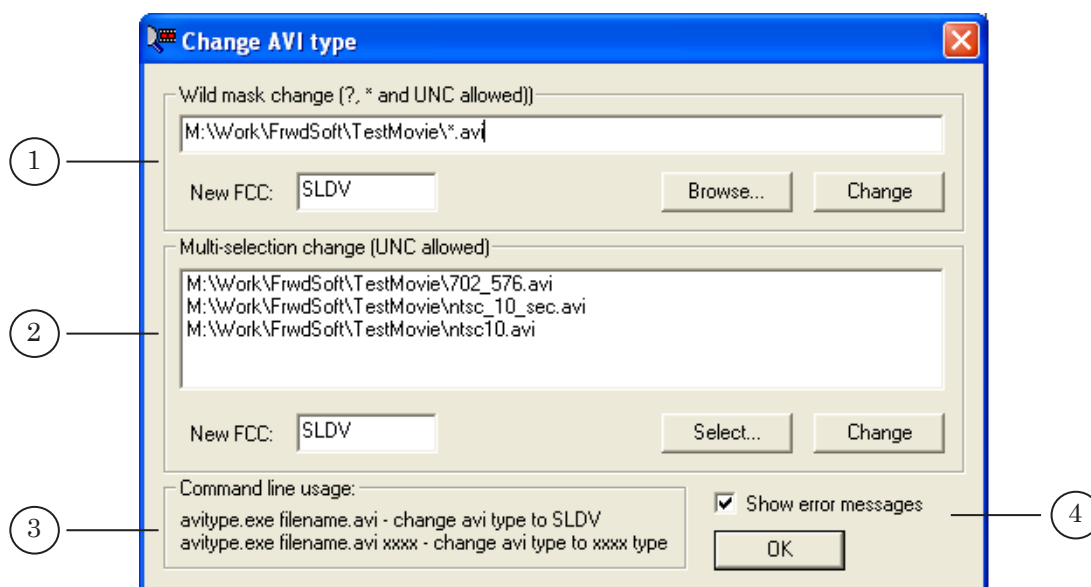 Change AVI type
Wild mask change (?, * and UNC allowed))
M:\Work\FrwdSoft\TestMovie\*.avi
1
New FCC: SLDV Browse... Change
Multi-selection change (UNC allowed)
M:\Work\FrwdSoft\TestMovie\702_576.avi
M:\Work\FrwdSoft\TestMovie\ntsc_10_sec.avi
M:\Work\FrwdSoft\TestMovie\ntsc10.avi
2
New FCC: SLDV Select... Change
Command line usage:
Show error messages
avitype.exe filename.avi - change avi type to SLDV
3
4
avitype.exe filename.avi xxxx - change avi type to xxxx type
OK